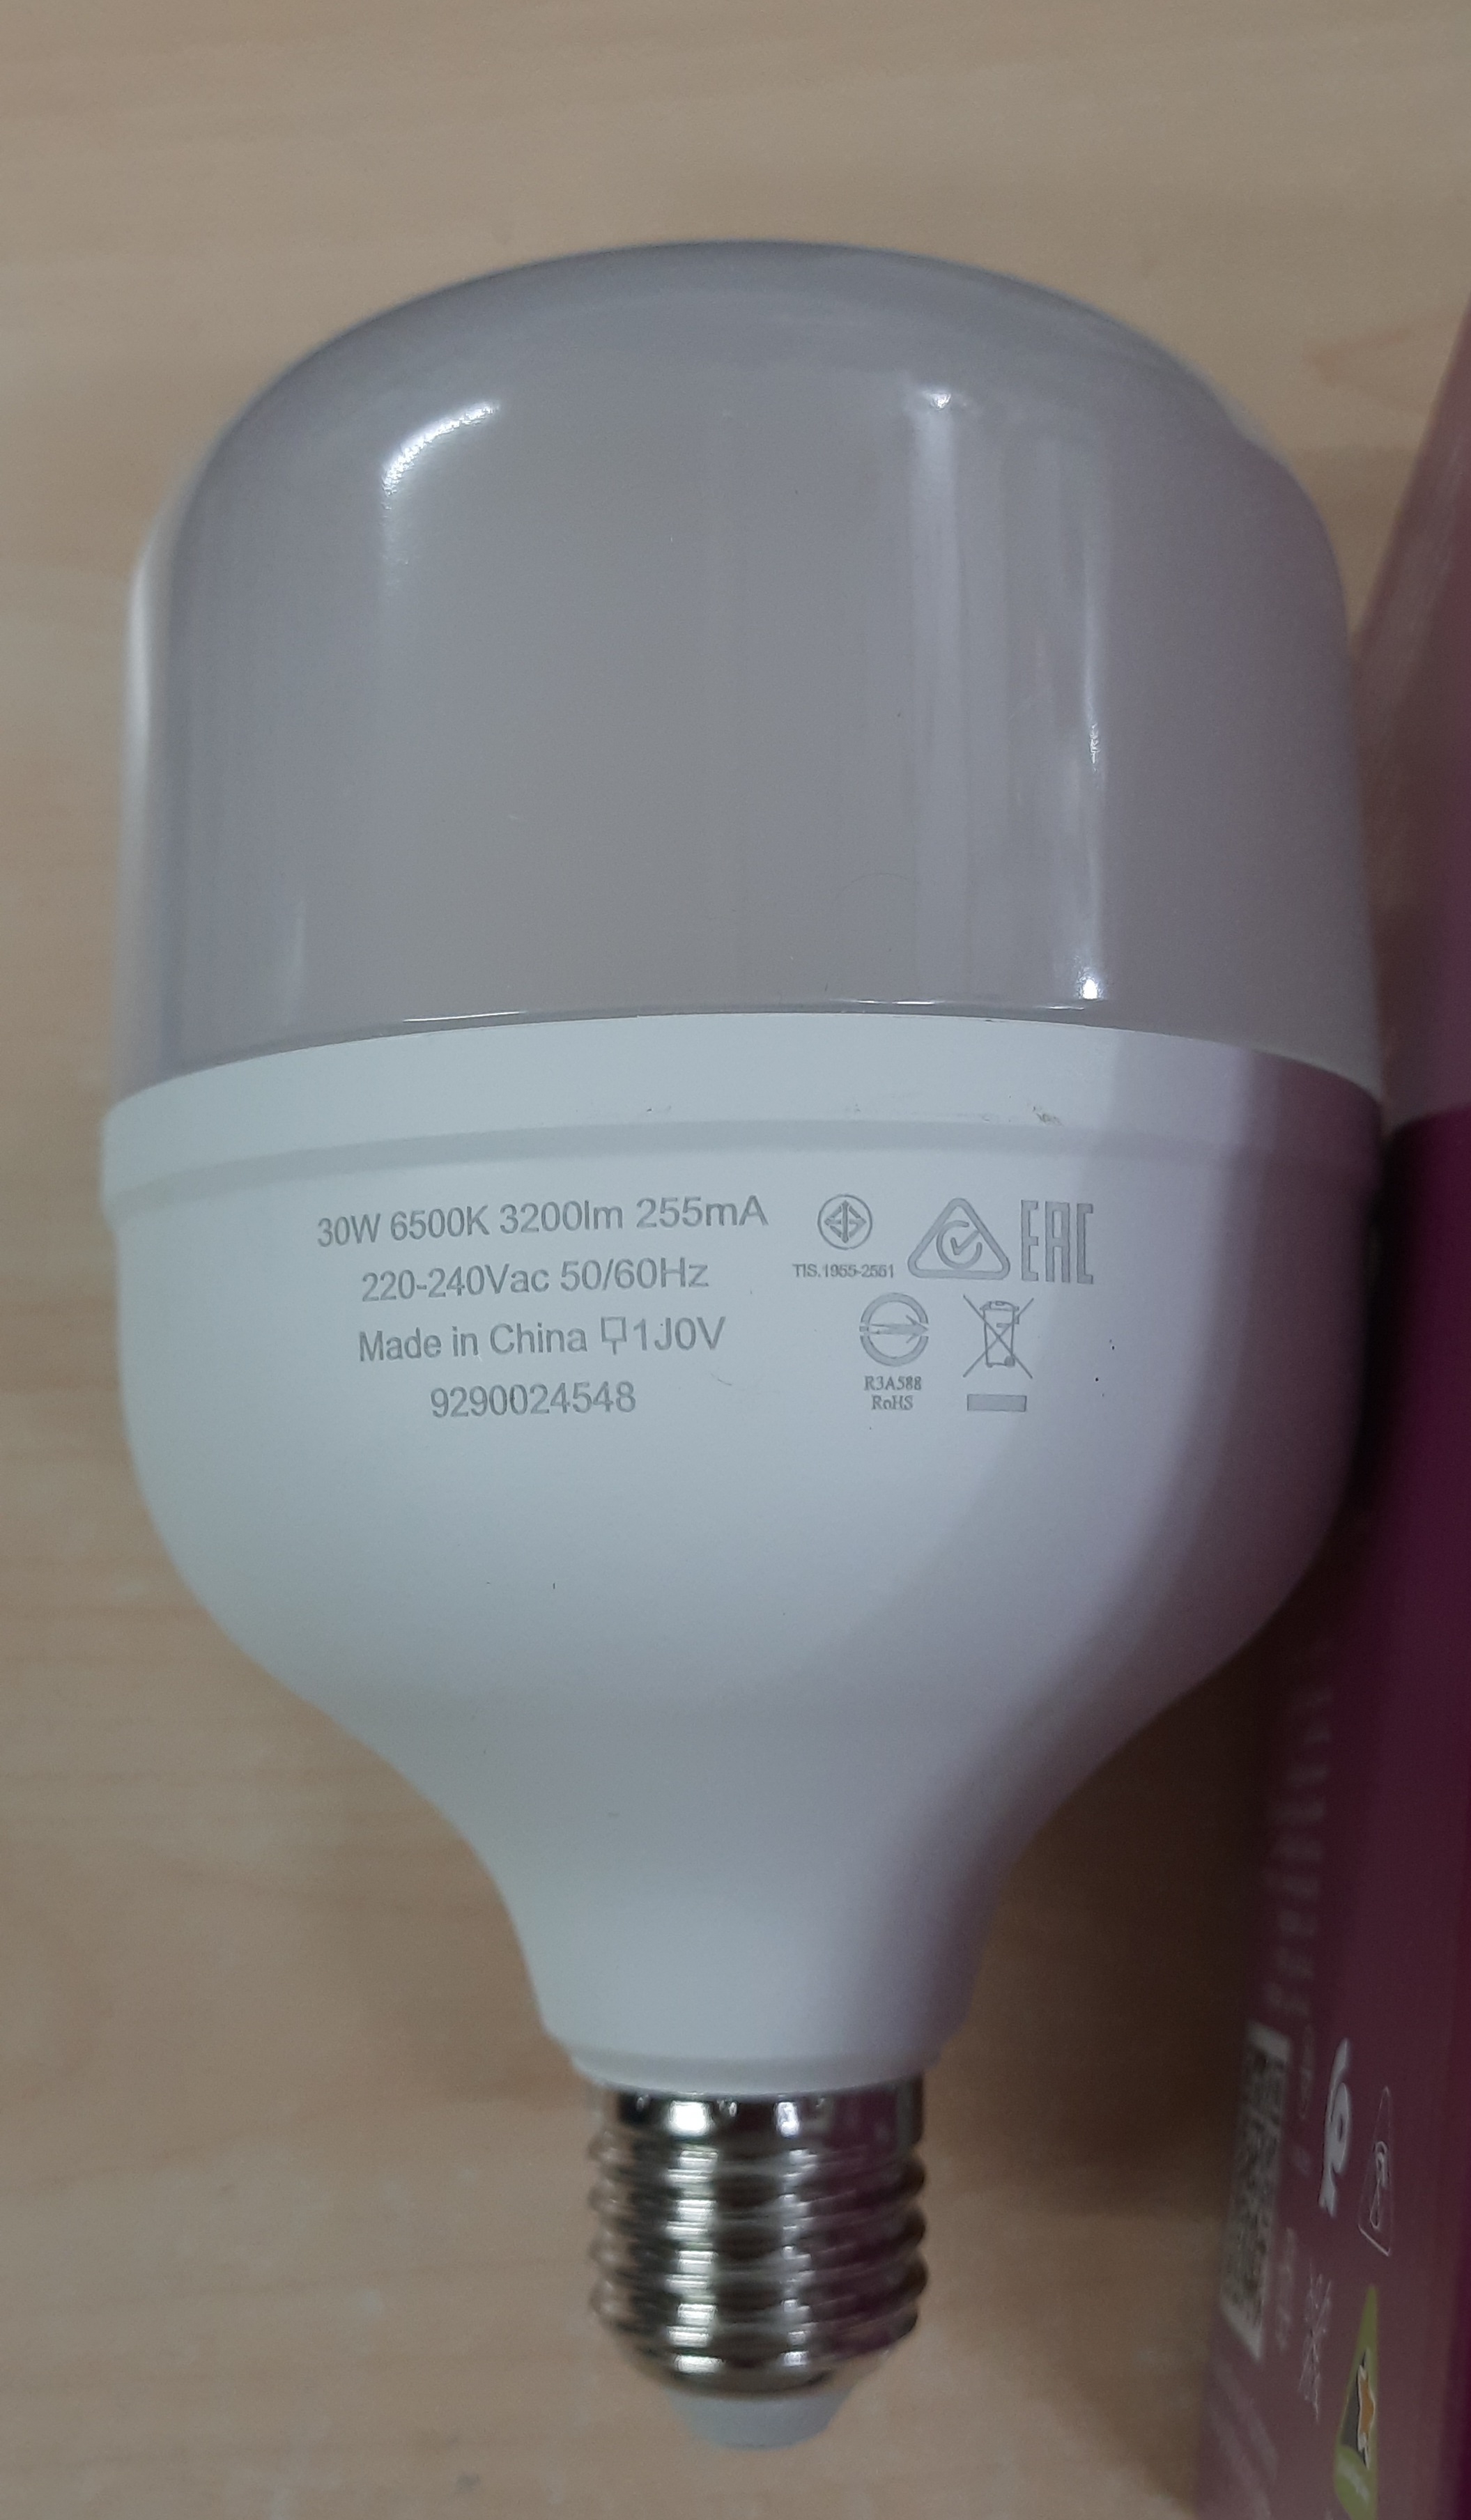 30W 6500K 3200lm 255mA
220-240Vac 50/60Hz
Made in China 1J0V
9290024548
TIS.1955-2551
EAC
R3A588
RoHS